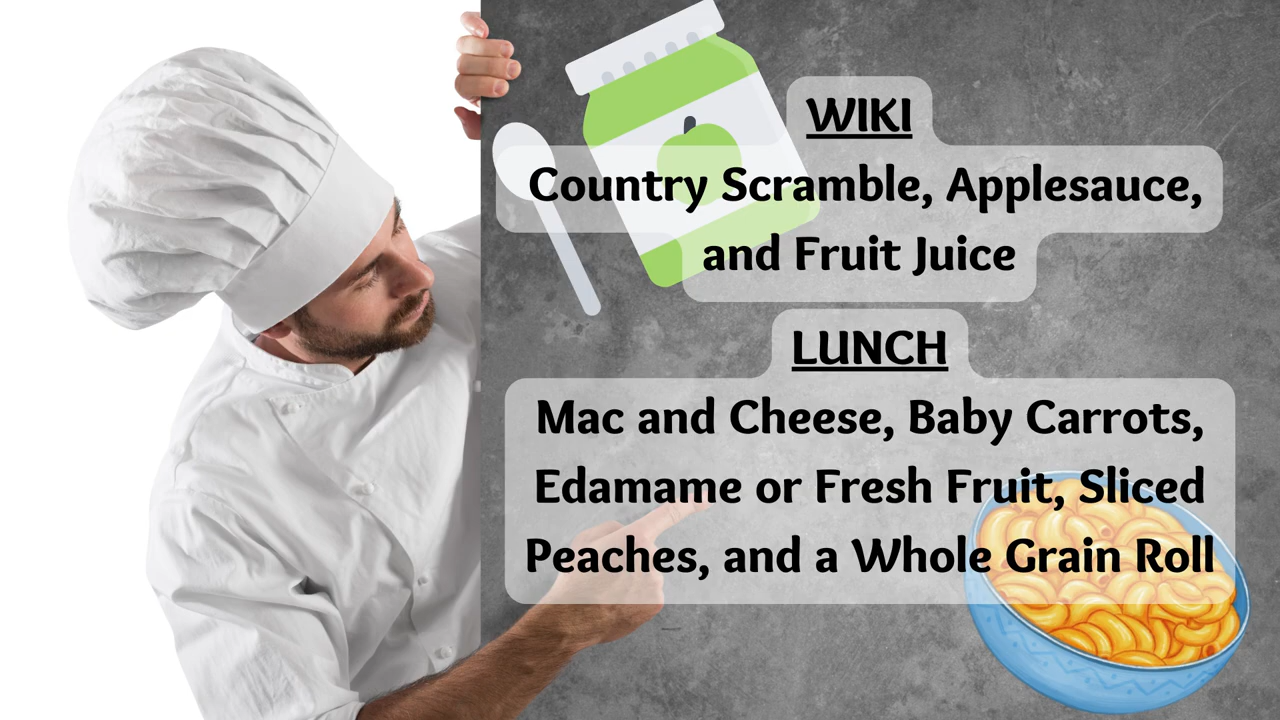 WIKI
Country Scramble, Applesauce,
and Fruit Juice
LUNCH
Mac and Cheese, Baby Carrots,
Edamame or Fresh Fruit, Sliced
Peaches, and a Whole Grain Roll